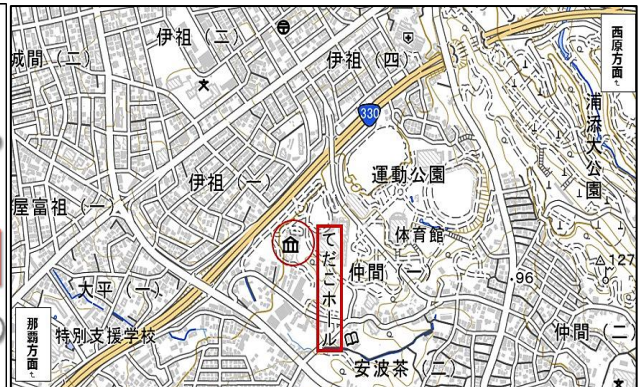 伊祖（二）
城間（二）
伊祖（四）
西原方面
330
浦添大公園
運動公園
伊祖（一）
屋富祖（一
体育館
てだこホール
仲間（一）
127
96
大平（一）
那覇方面
特別支援学校
仲間（二
安波茶（二）